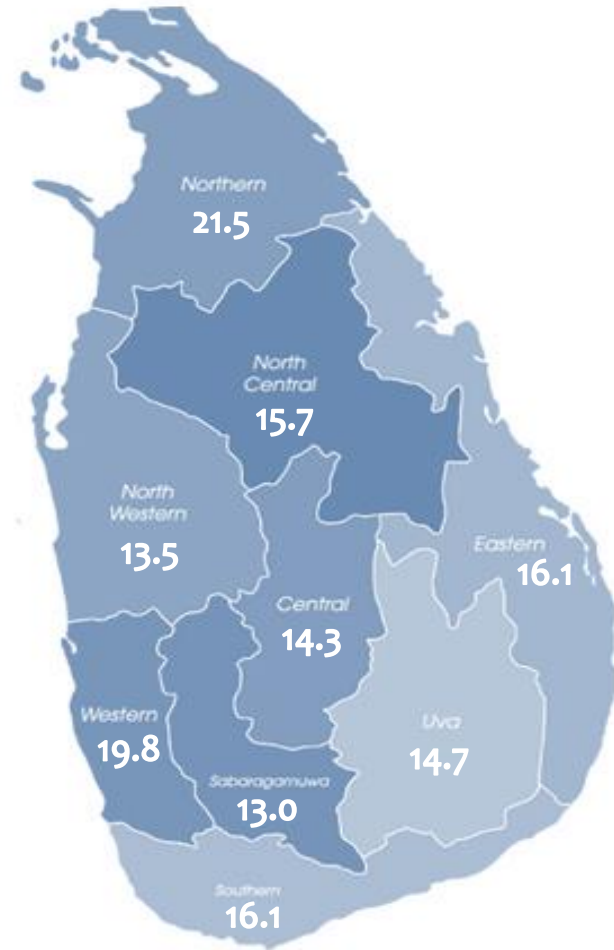 Northern
21.5
North
Central
15.7
North
Western
13.5
Eastern
16.1
Central
14.3
Western
19.8
Uva
14.7
Sabaragamuwa
13.0
Southern
16.1